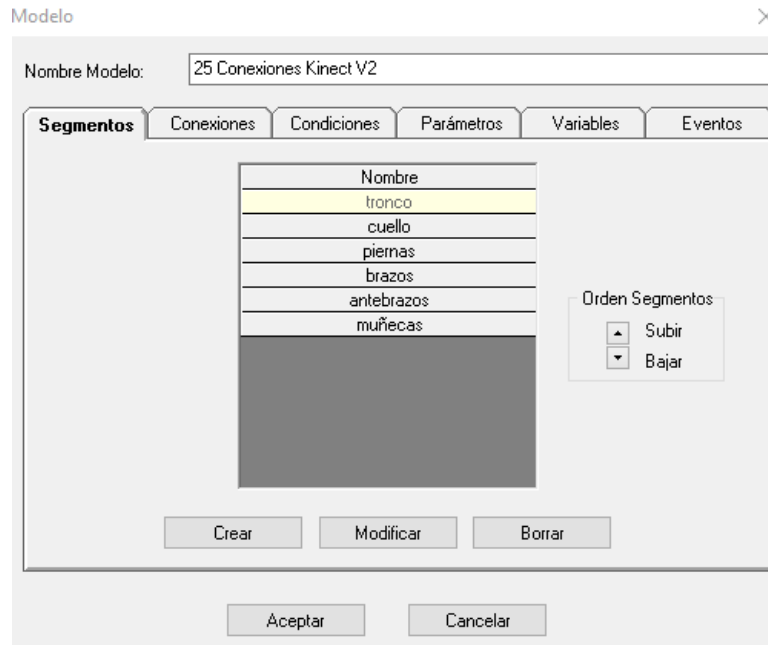 Modelo
Nombre Modelo: 25 Conexiones Kinect V2
Segmentos Conexiones Condiciones Parámetros Variables Eventos
Nombre
tronco
cuello
piernas
brazos
antebrazos
muñecas
Orden Segmentos
Subir
Bajar
Crear Modificar Borrar
Aceptar Cancelar